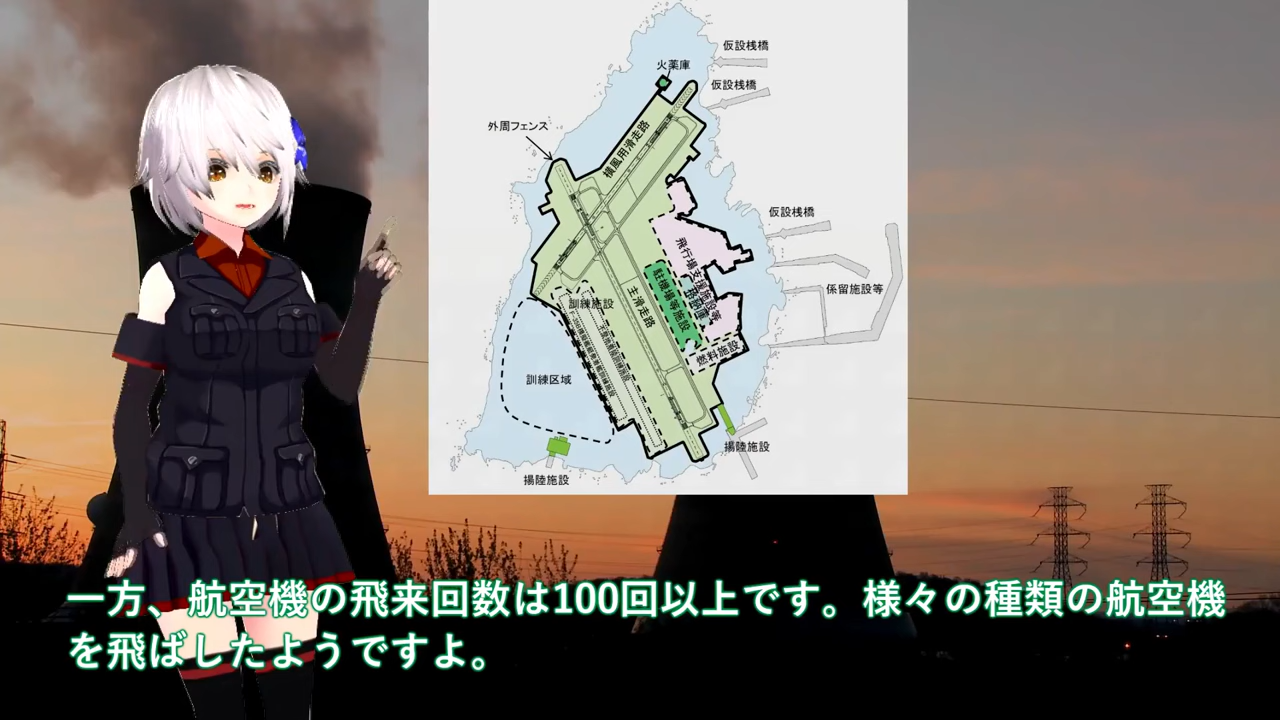 仮設桟橋
火薬庫
仮設桟橋
外周フェンス
横風用滑走路
仮設桟橋
飛行場支援施設等
格納庫
駐機場等施設
係留施設等
訓練施設
主滑走路
燃料施設
訓練区域
揚陸施設
揚陸施設
一方、航空機の飛来回数は100回以上です。様々の種類の航空機
を飛ばしたようですよ。